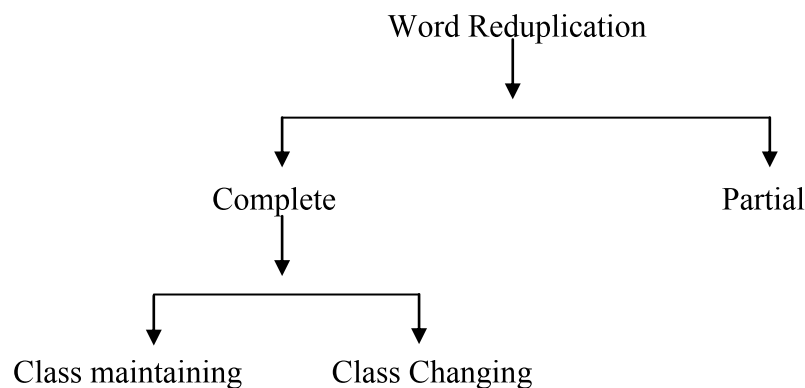 Word Reduplication
Complete Partial
Class maintaining Class Changing